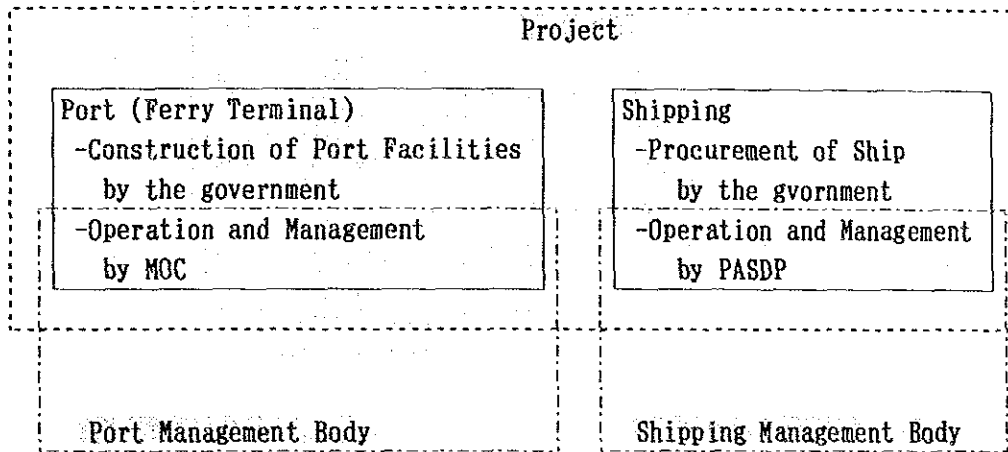 Project
Port (Ferry Terminal)
-Construction of Port Facilities
by the government
-Operation and Management
by MOC
Shipping
-Procurement of Ship
by the gvornment
-Operation and Management
by PASDP
Port Management Body
Shipping Management Body